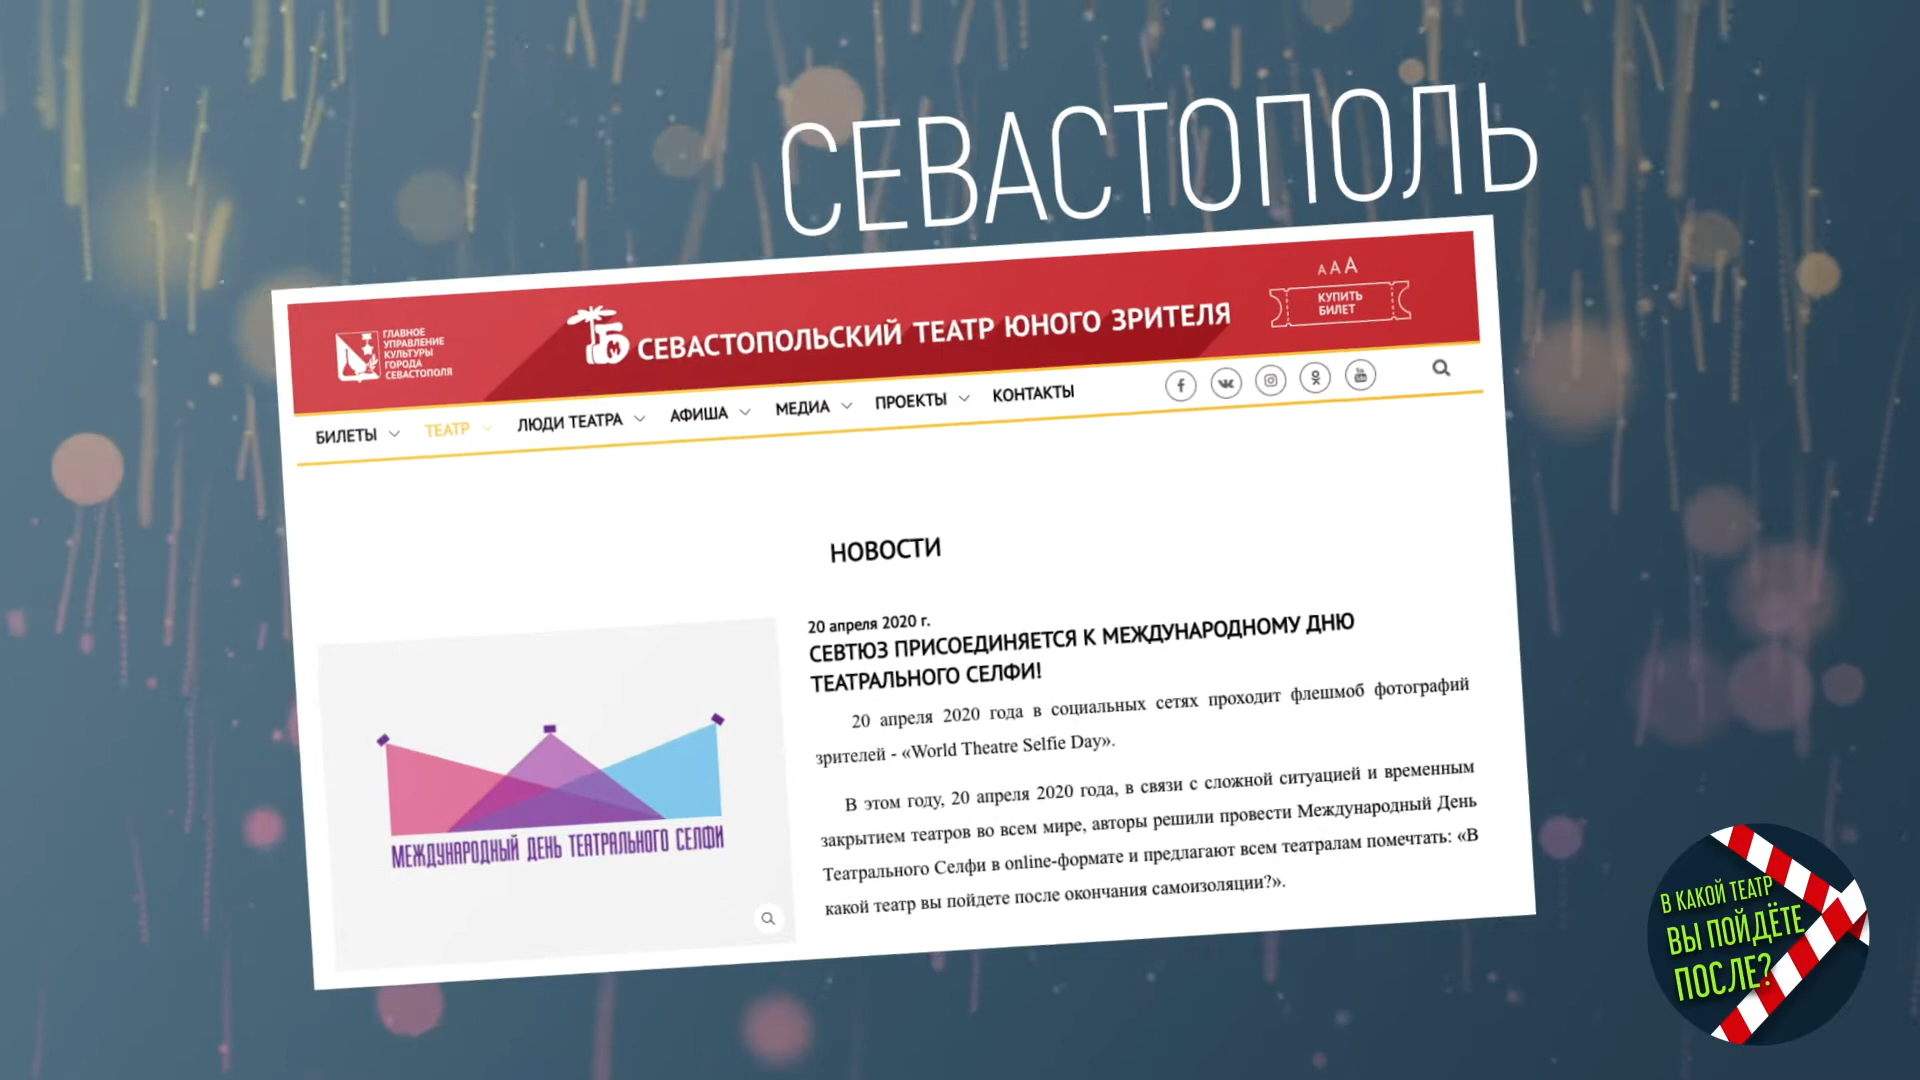 СЕВАСТОПОЛЬ
ГЛАВНОЕ
УПРАВЛЕНИЕ
КУЛЬТУРЫ
ГОРОДА
СЕВАСТОПОЛЯ
СЕВАСТОПОЛЬСКИЙ ТЕАТР ЮНОГО ЗРИТЕЛЯ
А А А
КУПИТЬ
БИЛЕТ
БИЛЕТЫ ТЕАТР ЛЮДИ ТЕАТРА АФИША МЕДИА ПРОЕКТЫ КОНТАКТЫ
НОВОСТИ
МЕЖДУНАРОДНЫЙ ДЕНЬ ТЕАТРАЛЬНОГО СЕЛФИ
20 апреля 2020 г.
СЕВТЮЗ ПРИСОЕДИНЯЕТСЯ К МЕЖДУНАРОДНОМУ ДНЮ
ТЕАТРАЛЬНОГО СЕЛФИ!
20 апреля 2020 года в социальных сетях проходит флешмоб фотографий
зрителей - «World Theatre Selfie Day».
В этом году, 20 апреля 2020 года, в связи с сложной ситуацией и временным
закрытием театров во всем мире, авторы решили провести Международный День
Театрального Селфи в online-формате и предлагают всем театралам помечтать: «В
какой театр вы пойдете после окончания самоизоляции?».
В КАКОЙ ТЕАТР
ВЫ ПОЙДЁТЕ
ПОСЛЕ?